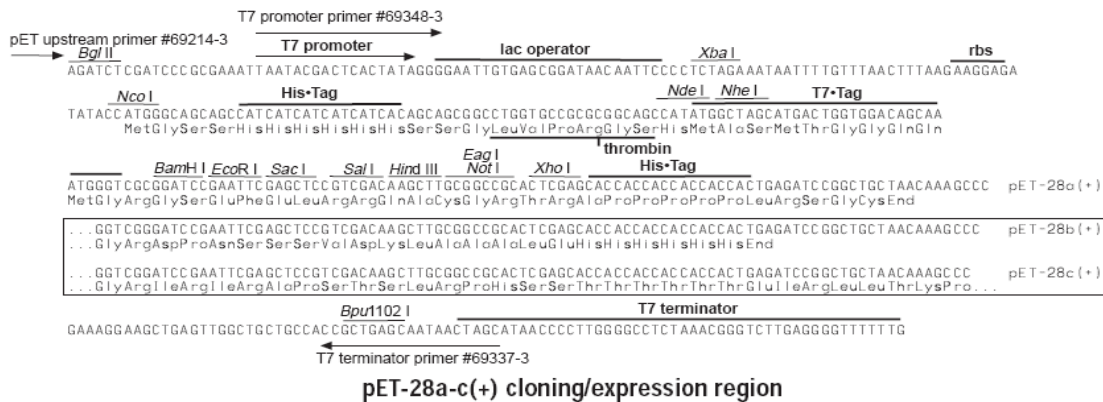 T7 promoter primer #69348-3
pET upstream primer #69214-3
Bgl II T7 promoter lac operator Xba I rbs
AGATCTCGATCCCGCGAAATTAATACGACTCACTATAGGGGAATTGTGAGCGGATAACAATTCCCCTCTAGAAATAATTTTGTTTAACTTTAAGAAGGAGA
Nco I His•Tag Nde I Nhe I T7•Tag
TATACCATGGGCAGCAGCCATCATCATCATCATCACAGCAGCGGCCTGGTGCCGCGCGGCAGCCATATGGCTAGCATGACTGGTGGACAGCAA
MetGlySerSerHisHisHisHisHisHisSerSerGlyLeuValProArgGlySerHisMetAlaSerMetThrGlyGlyGlnGln
thrombin
BamH I EcoR I Sac I Sal I Hind III Eag I Not I Xho I His•Tag
ATGGGTCGCGGATCCGAATTCGAGCTCCGTCGACAAGCTTGCGGCCGCACTCGAGCACCACCACCACCACCACTGAGATCCGGCTGCTAACAAAGCCC pET-28a(+)
MetGlyArgGlySerGluPheGluLeuArgArgGlnAlaCysGlyArgThrArgAlaProProProProProLeuArgSerGlyCysEnd
...GGTCGGGATCCGAATTCGAGCTCCGTCGACAAGCTTGCGGCCGCACTCGAGCACCACCACCACCACCACTGAGATCCGGCTGCTAACAAAGCCC pET-28b(+)
...GlyArgAspProAsnSerSerSerValAspLysLeuAlaAlaAlaLeuGluHisHisHisHisHisHisEnd
...GGTCGGATCCGAATTCGAGCTCCGTCGACAAGCTTGCGGCCGCACTCGAGCACCACCACCACCACCACTGAGATCCGGCTGCTAACAAAGCCC pET-28c(+)
...GlyArgIleArgIleArgAlaProSerThrSerLeuArgProHisSerSerThrThrThrThrThrThrGluIleArgLeuLeuThrLysPro...
Bpu1102 I T7 terminator
GAAAGGAAGCTGAGTTGGCTGCTGCCACCGCTGAGCAATAACTAGCATAACCCCTTGGGGCCTCTAAACGGGTCTTGAGGGGTTTTTTG
T7 terminator primer #69337-3
pET-28a-c(+) cloning/expression region